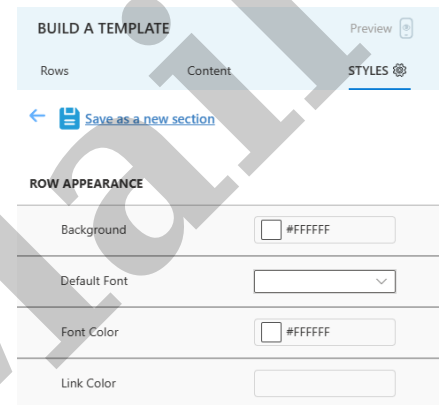 BUILD A TEMPLATE Preview
Rows Content STYLES
Save as a new section
ROW APPEARANCE
Background #FFFFFF
Default Font
Font Color #FFFFFF
Link Color